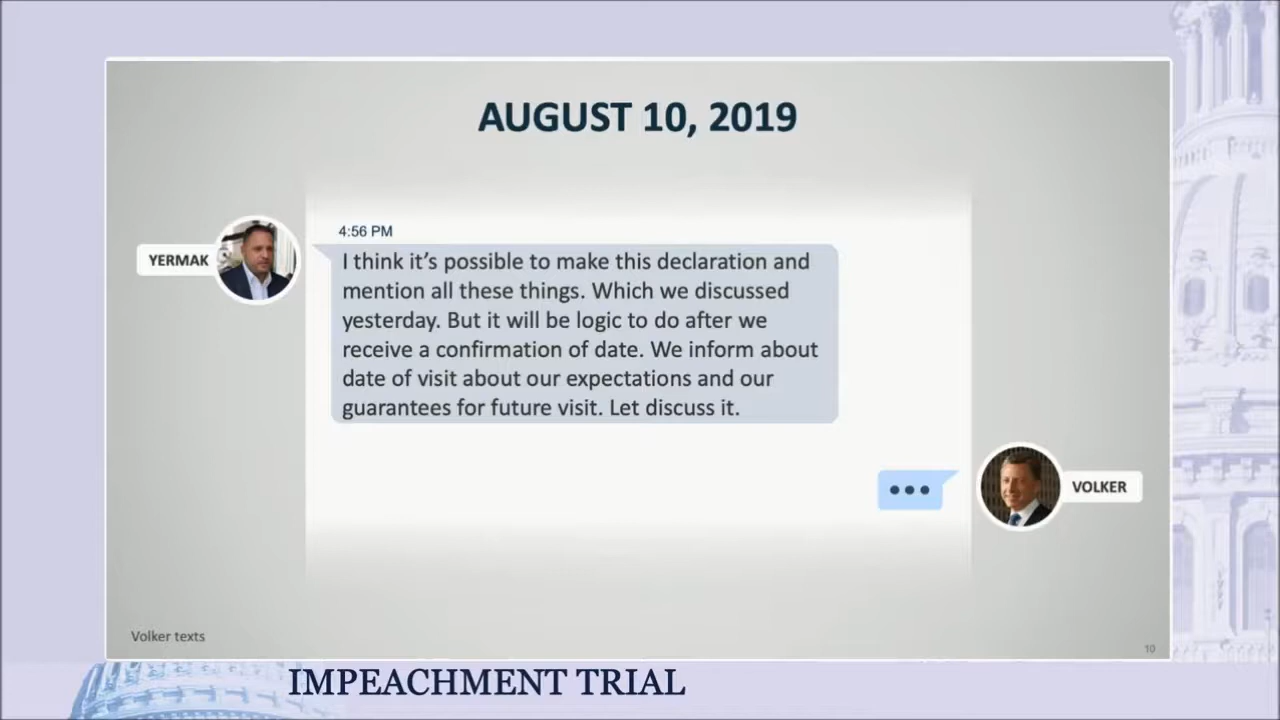 AUGUST 10, 2019
4:56 PM
YERMAK
I think it’s possible to make this declaration and
mention all these things. Which we discussed
yesterday. But it will be logic to do after we
receive a confirmation of date. We inform about
date of visit about our expectations and our
guarantees for future visit. Let discuss it.
VOLKER
Volker texts
10
IMPEACHMENT TRIAL